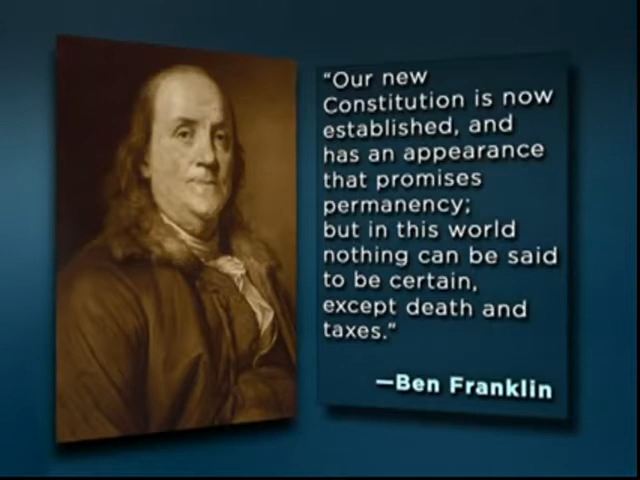 “Our new
Constitution is now
established, and
has an appearance
that promises
permanency;
but in this world
nothing can be said
to be certain,
except death and
taxes.”
—Ben Franklin